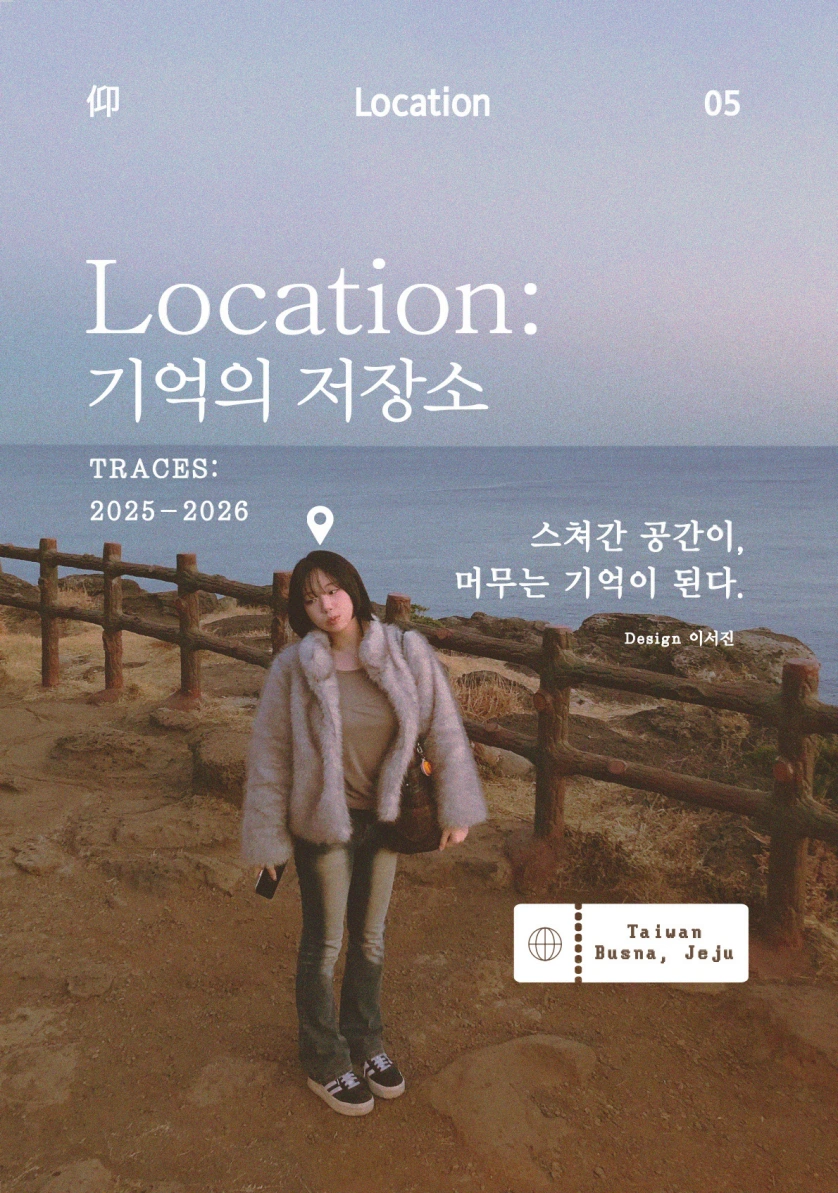 仰 Location 05
Location:
기억의 저장소
TRACES:
2025-2026
스쳐간 공간이,
머무는 기억이 된다.
Design 이서진
Taiwan
Busna, Jeju